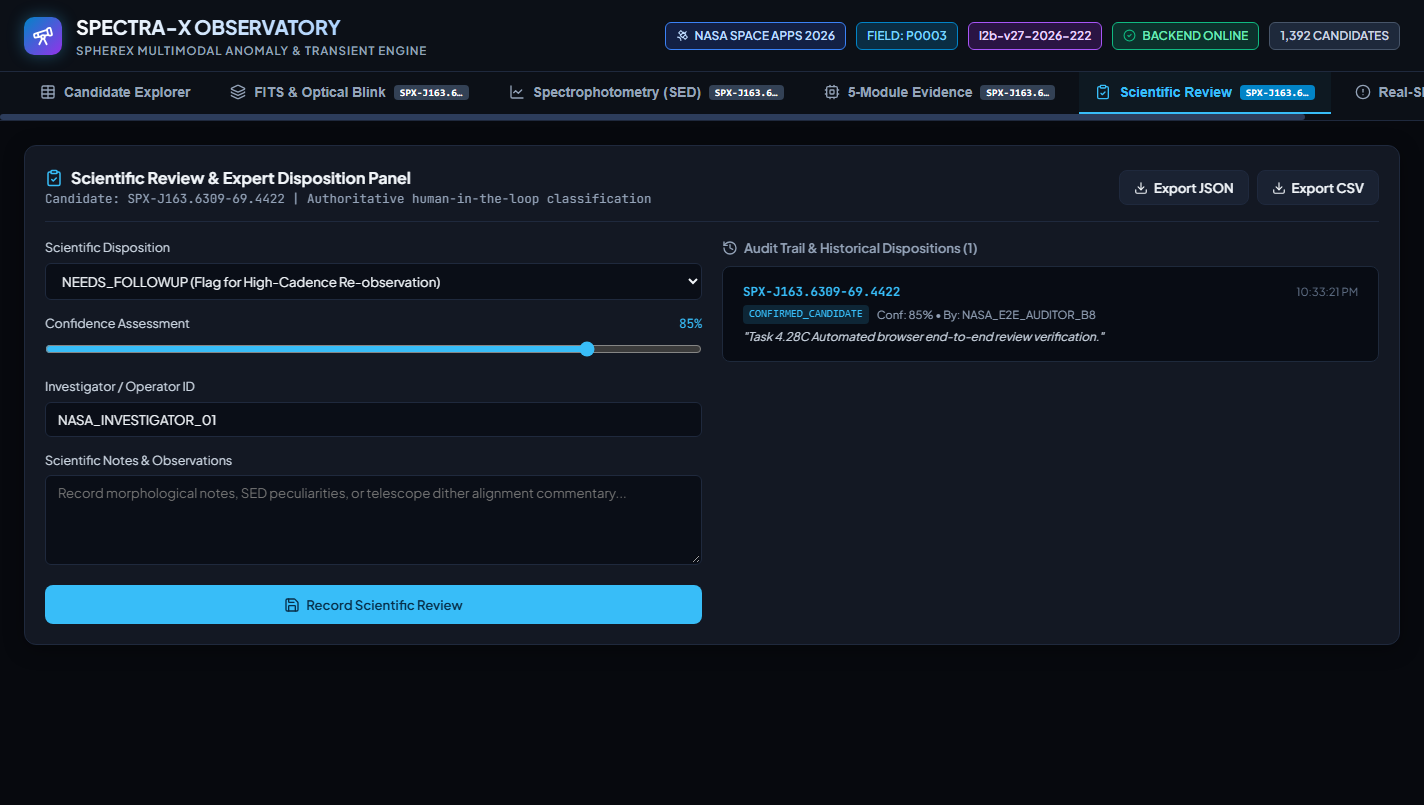 SPECTRA-X OBSERVATORY
SPHEREX MULTIMODAL ANOMALY & TRANSIENT ENGINE
NASA SPACE APPS 2026
FIELD: P0003
l2b-v27-2026-222
BACKEND ONLINE
1,392 CANDIDATES
Candidate Explorer
FITS & Optical Blink SPX-J163.6…
Spectrophotometry (SED) SPX-J163.6…
5-Module Evidence SPX-J163.6…
Scientific Review SPX-J163.6…
Real-S
Scientific Review & Expert Disposition Panel
Candidate: SPX-J163.6309-69.4422 | Authoritative human-in-the-loop classification
Export JSON
Export CSV
Scientific Disposition
NEEDS_FOLLOWUP (Flag for High-Cadence Re-observation)
Confidence Assessment 85%
Investigator / Operator ID
NASA_INVESTIGATOR_01
Scientific Notes & Observations
Record morphological notes, SED peculiarities, or telescope dither alignment commentary...
Record Scientific Review
Audit Trail & Historical Dispositions (1)
SPX-J163.6309-69.4422 10:33:21 PM
CONFIRMED_CANDIDATE Conf: 85% • By: NASA_E2E_AUDITOR_B8
"Task 4.28C Automated browser end-to-end review verification."